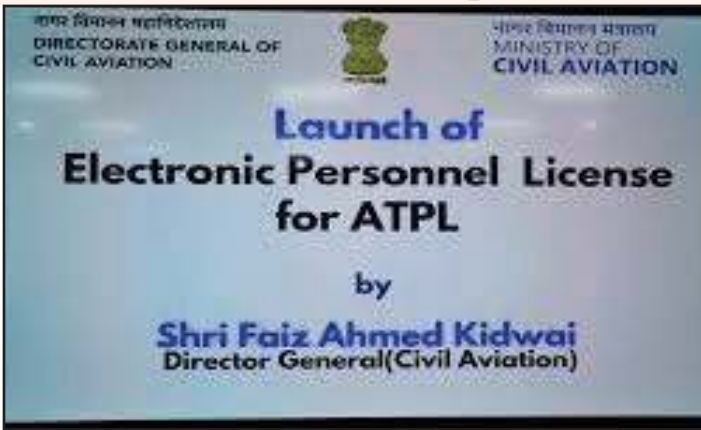 नागर विमानन महानिदेशालय
DIRECTORATE GENERAL OF
CIVIL AVIATION
नागर विमानन मंत्रालय
MINISTRY OF
CIVIL AVIATION
Launch of
Electronic Personnel License
for ATPL
by
Shri Faiz Ahmed Kidwai
Director General(Civil Aviation)